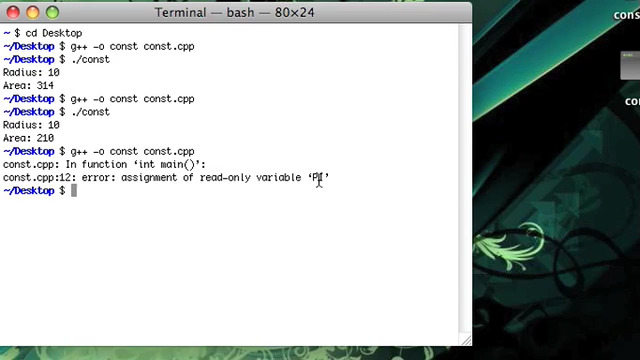 Terminal — bash — 80×24
~ $ cd Desktop
~/Desktop $ g++ -o const const.cpp
~/Desktop $ ./const
Radius: 10
Area: 314
~/Desktop $ g++ -o const const.cpp
~/Desktop $ ./const
Radius: 10
Area: 210
~/Desktop $ g++ -o const const.cpp
const.cpp: In function ‘int main()’:
const.cpp:12: error: assignment of read-only variable ‘PI’
~/Desktop $